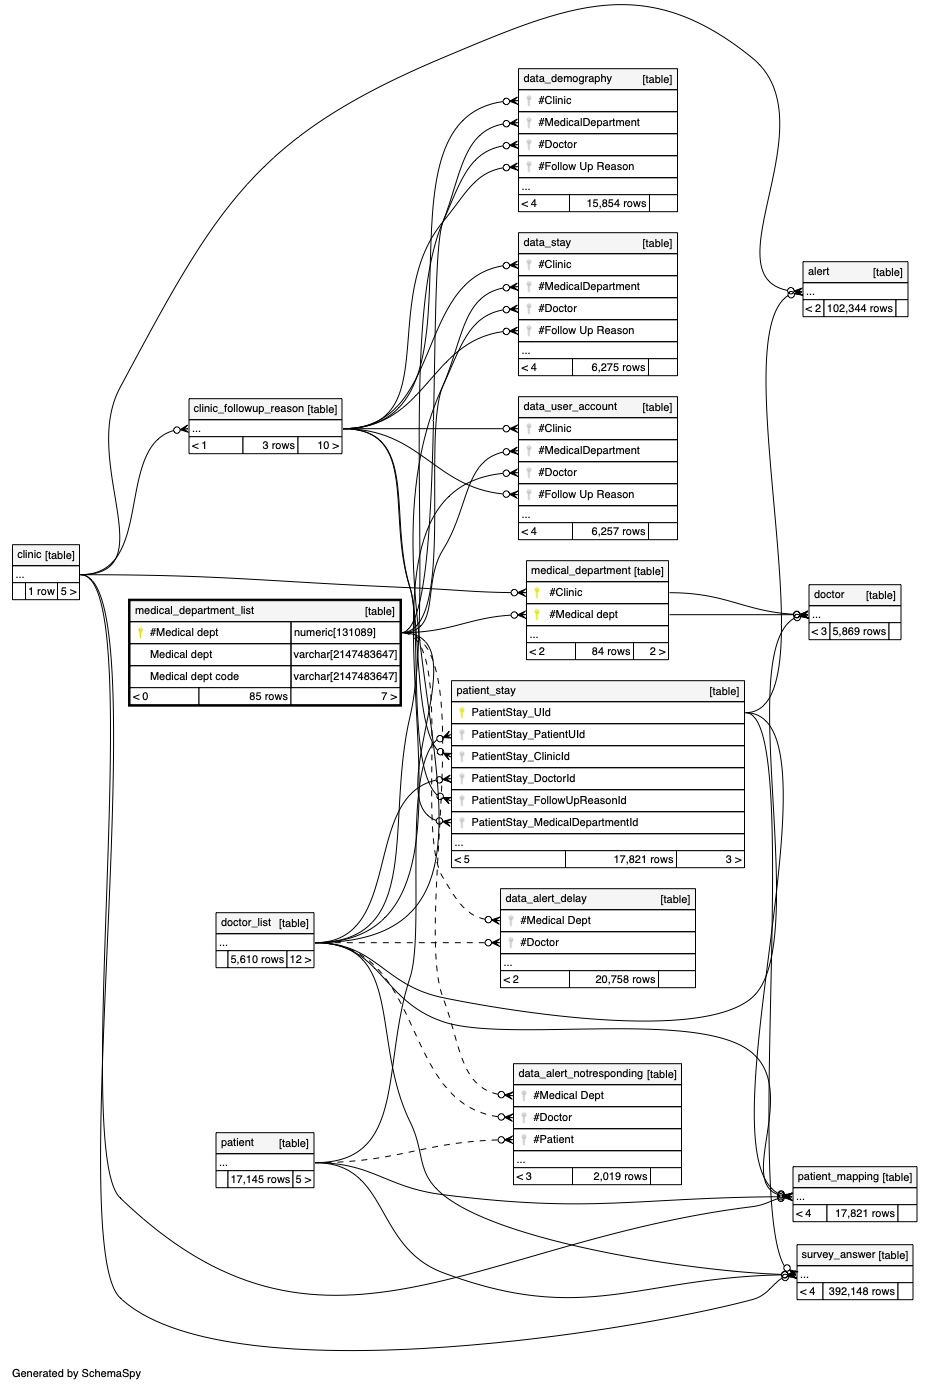 data_demography [table]
#Clinic
#MedicalDepartment
#Doctor
#Follow Up Reason
...
< 4 15,854 rows
data_stay [table]
#Clinic
#MedicalDepartment
#Doctor
#Follow Up Reason
...
< 4 6,275 rows
alert [table]
...
< 2 102,344 rows
clinic_followup_reason [table]
...
< 1 3 rows 10 >
data_user_account [table]
#Clinic
#MedicalDepartment
#Doctor
#Follow Up Reason
...
< 4 6,257 rows
clinic [table]
...
1 row 5 >
medical_department_list [table]
#Medical dept numeric[131089]
Medical dept varchar[2147483647]
Medical dept code varchar[2147483647]
< 0 85 rows 7 >
medical_department [table]
#Clinic
#Medical dept
...
< 2 84 rows 2 >
doctor [table]
...
< 3 5,869 rows
patient_stay [table]
PatientStay_UId
PatientStay_PatientUId
PatientStay_ClinicId
PatientStay_DoctorId
PatientStay_FollowUpReasonId
PatientStay_MedicalDepartmentId
...
< 5 17,821 rows 3 >
doctor_list [table]
...
5,610 rows 12 >
data_alert_delay [table]
#Medical Dept
#Doctor
...
< 2 20,758 rows
data_alert_notresponding [table]
#Medical Dept
#Doctor
#Patient
...
< 3 2,019 rows
patient [table]
...
17,145 rows 5 >
patient_mapping [table]
...
< 4 17,821 rows
survey_answer [table]
...
< 4 392,148 rows
Generated by SchemaSpy